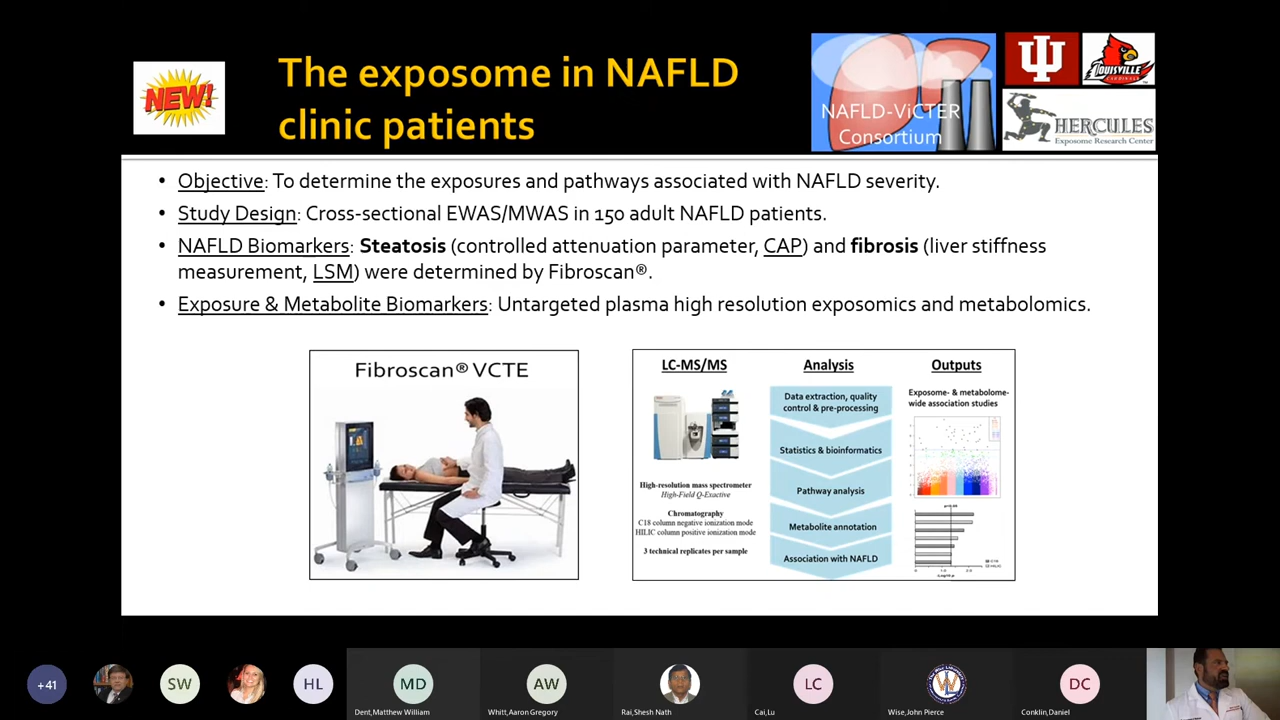 NEW!
The exposome in NAFLD
clinic patients
NAFLD-ViCTER
Consortium
LOUISVILLE
CARDINALS
HERCULES
Exposome Research Center
• Objective: To determine the exposures and pathways associated with NAFLD severity.
• Study Design: Cross-sectional EWAS/MWAS in 150 adult NAFLD patients.
• NAFLD Biomarkers: Steatosis (controlled attenuation parameter, CAP) and fibrosis (liver stiffness
measurement, LSM) were determined by Fibroscan®.
• Exposure & Metabolite Biomarkers: Untargeted plasma high resolution exposomics and metabolomics.
Fibroscan® VCTE
LC-MS/MS
High-resolution mass spectrometer
High-Field Q-Exactive
Chromatography
C18 column negative ionization mode
HILIC column positive ionization mode
3 technical replicates per sample
Analysis
Data extraction, quality
control & pre-processing
Statistics & bioinformatics
Pathway analysis
Metabolite annotation
Association with NAFLD
Outputs
Exposome- & metabolome-
wide association studies
+41
SW
HL
MD
Dent,Matthew William
AW
Whitt,Aaron Gregory
Rai,Shesh Nath
LC
Cai,Lu
Wise,John Pierce
DC
Conklin,Daniel